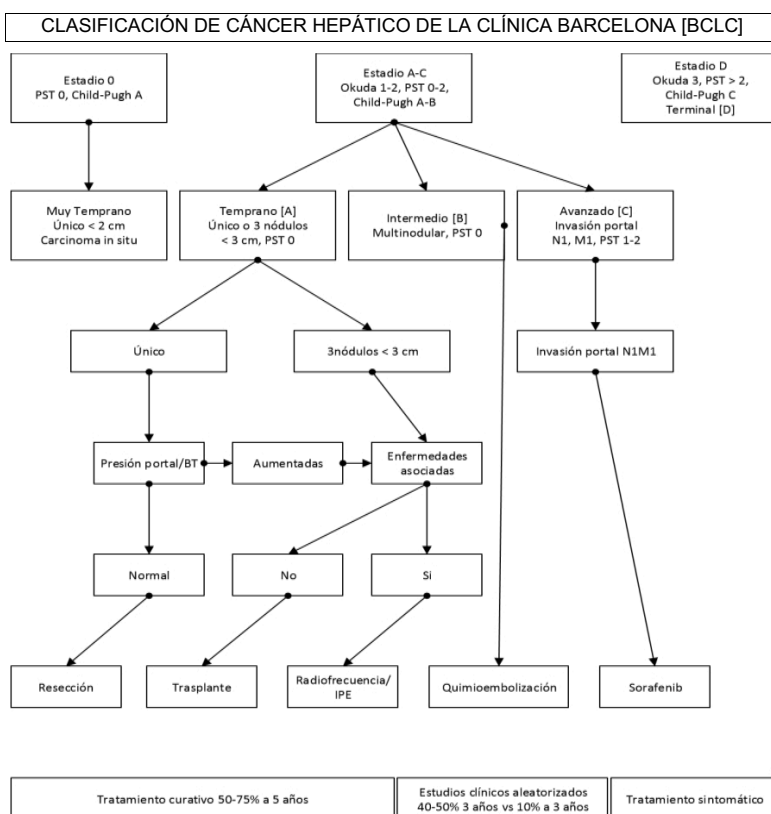 CLASIFICACIÓN DE CÁNCER HEPÁTICO DE LA CLÍNICA BARCELONA [BCLC]
Estadio 0
PST 0, Child-Pugh A
Estadio A-C
Okuda 1-2, PST 0-2,
Child-Pugh A-B
Estadio D
Okuda 3, PST > 2,
Child-Pugh C
Terminal [D]
Muy Temprano
Único < 2 cm
Carcinoma in situ
Temprano [A]
Único o 3 nódulos
< 3 cm, PST 0
Intermedio [B]
Multinodular, PST 0
Avanzado [C]
Invasión portal
N1, M1, PST 1-2
Único
3nódulos < 3 cm
Invasión portal N1M1
Presión portal/BT
Aumentadas
Enfermedades
asociadas
Normal
No
Si
Resección
Trasplante
Radiofrecuencia/
IPE
Quimioembolización
Sorafenib
Tratamiento curativo 50-75% a 5 años
Estudios clínicos aleatorizados
40-50% 3 años vs 10% a 3 años
Tratamiento sintomático